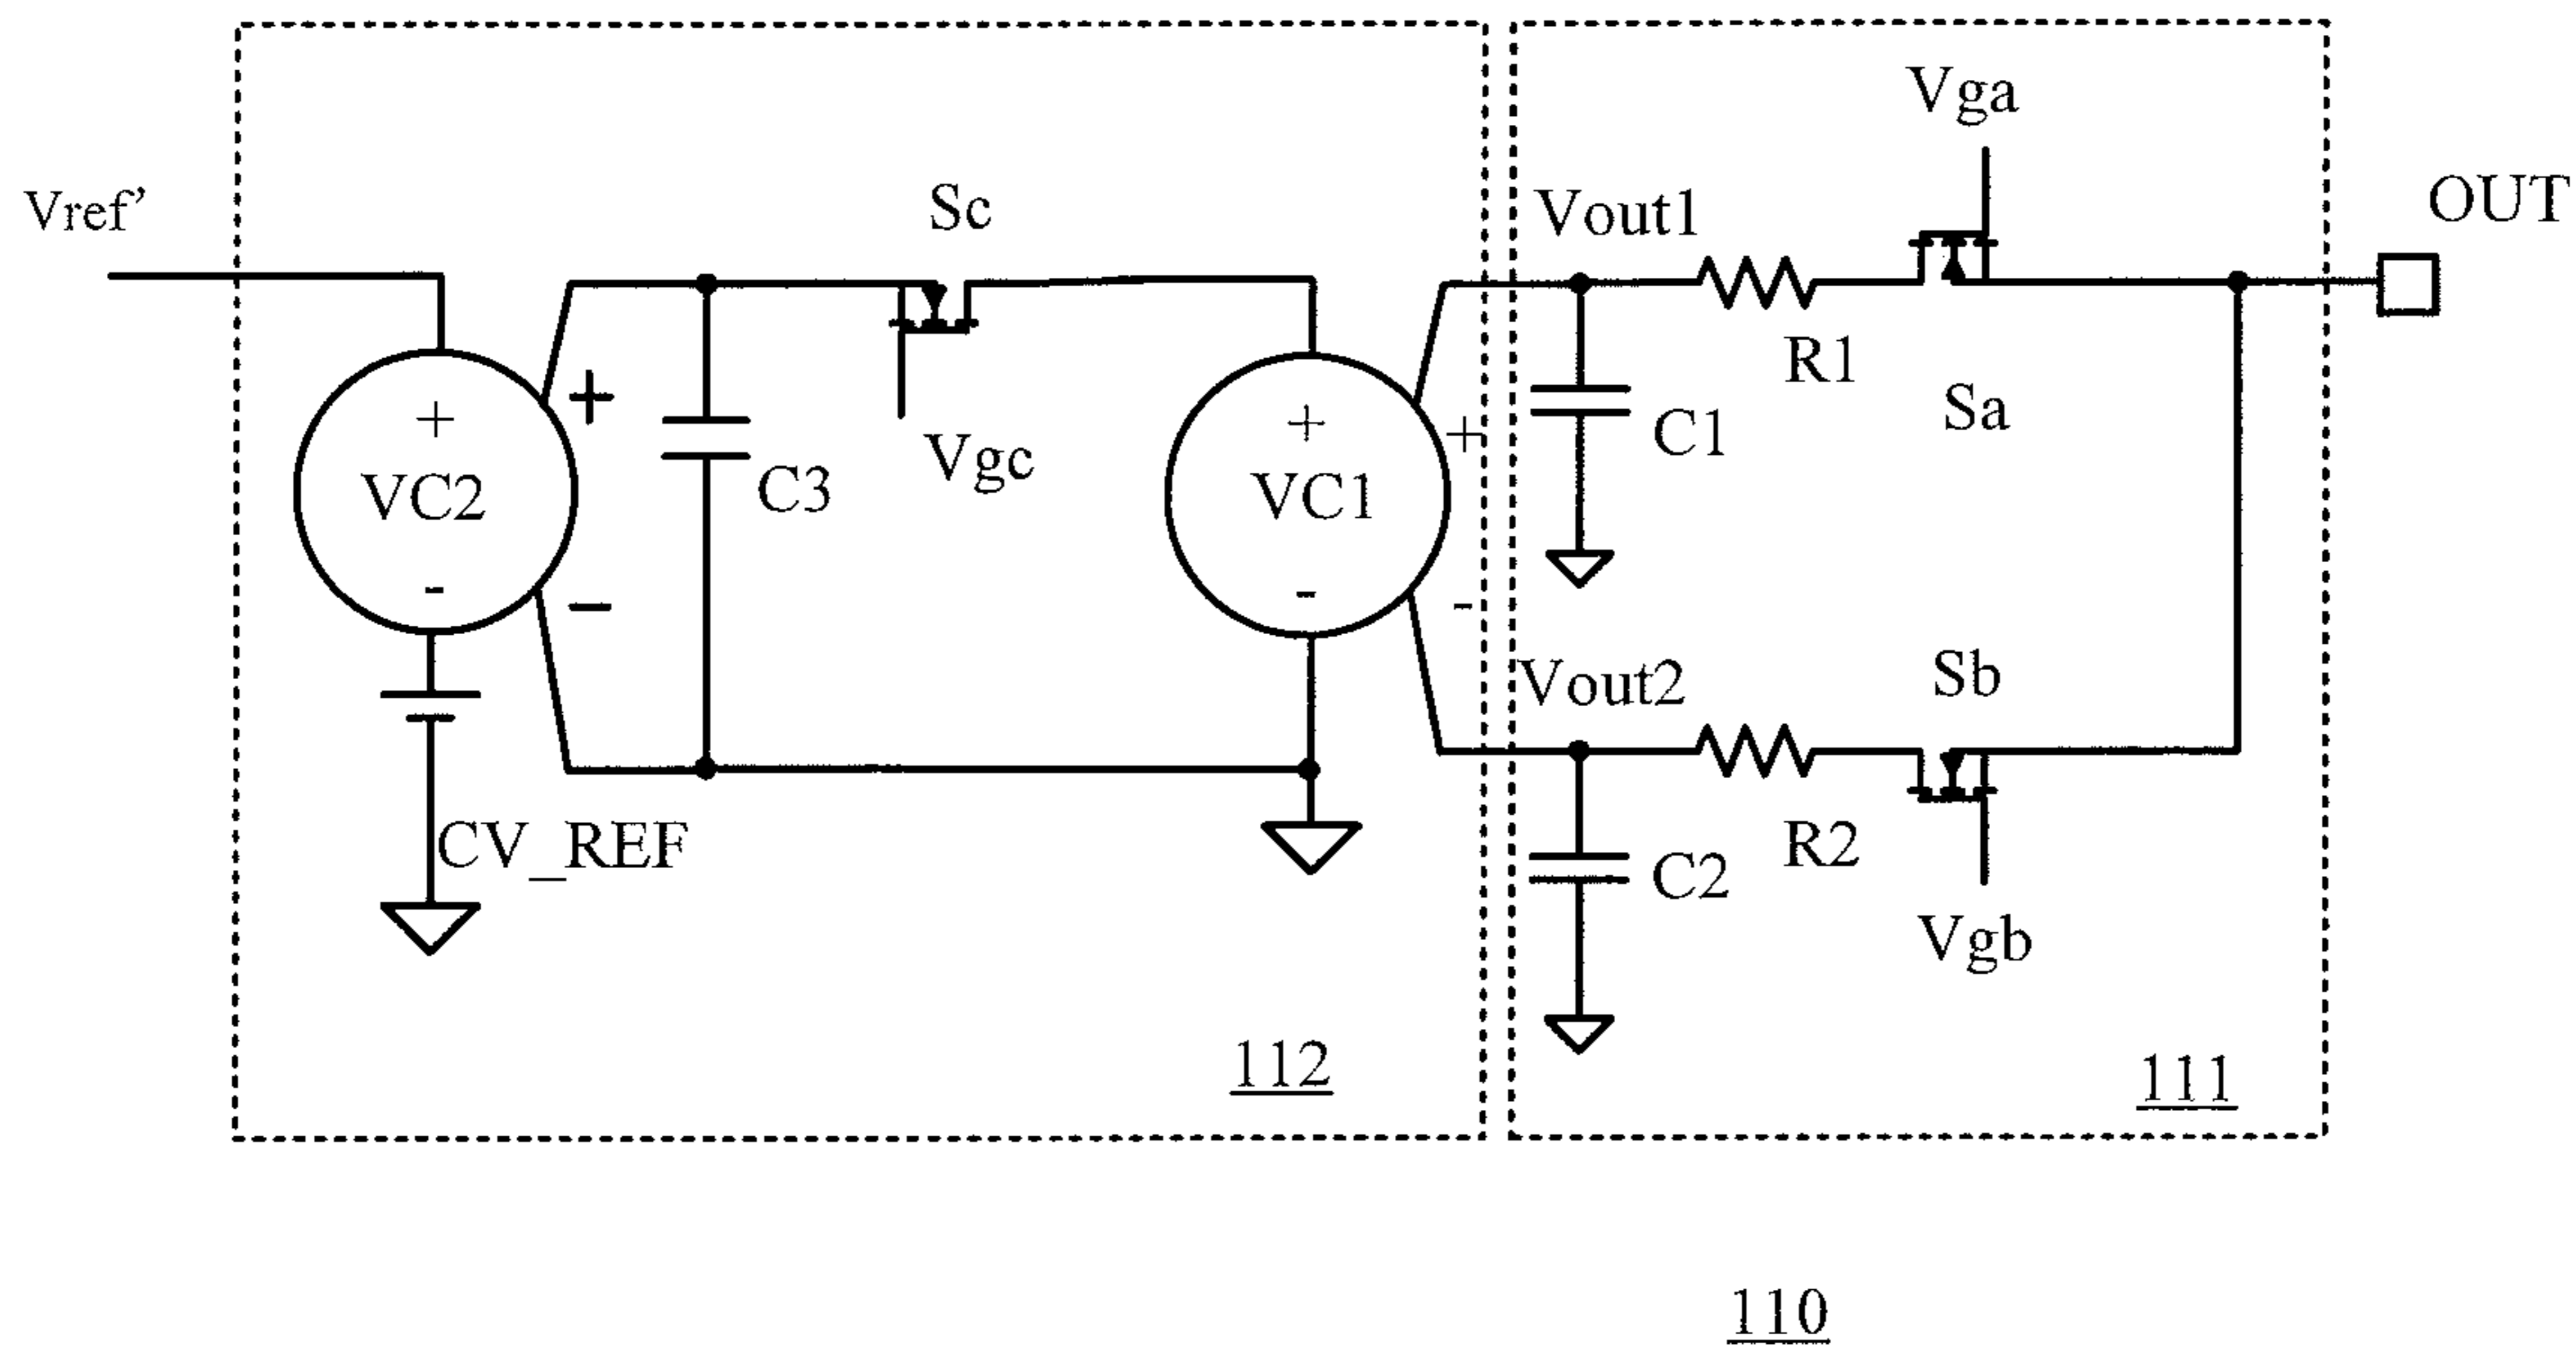 Vga
Vref’
Sc
Vout1
OUT
+
+
+
+
R1
Sa
VC2
C3
Vgc
VC1
C1
-
–
-
-
Vout2
Sb
CV_REF
R2
C2
Vgb
112
111
110